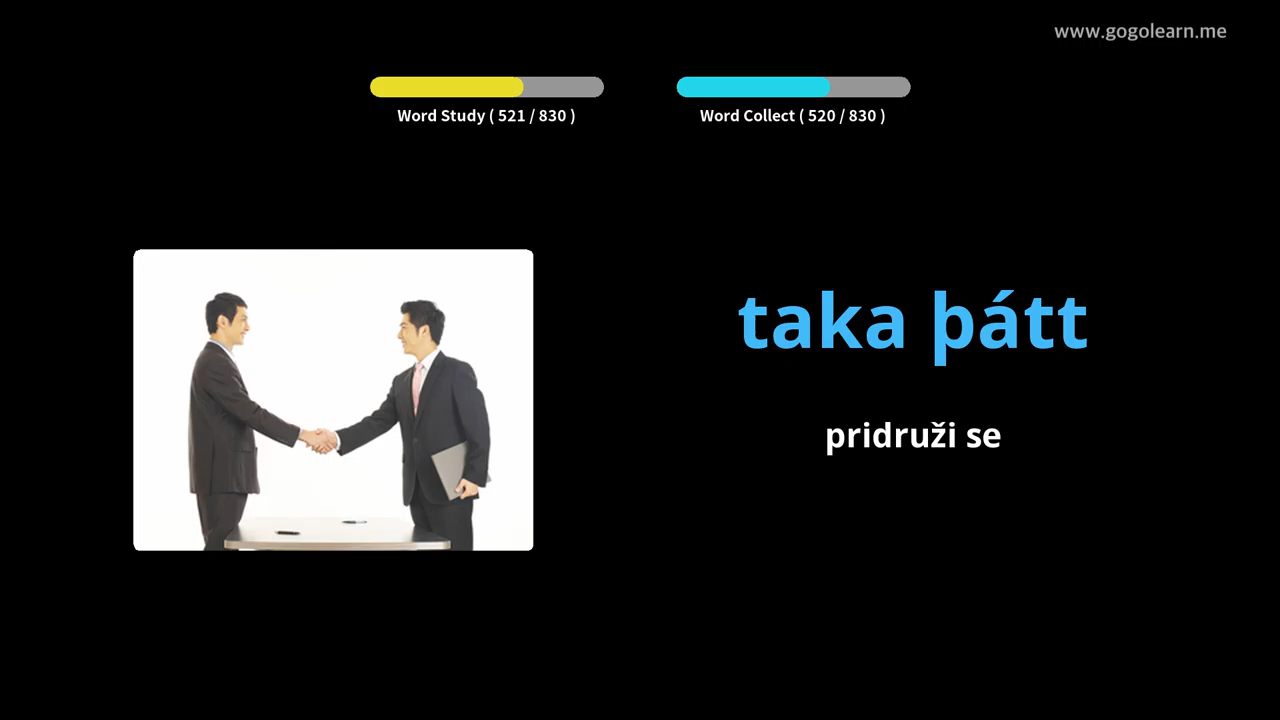 www.gogolearn.me
Word Study ( 521 / 830 )
Word Collect ( 520 / 830 )
taka þátt
pridruži se